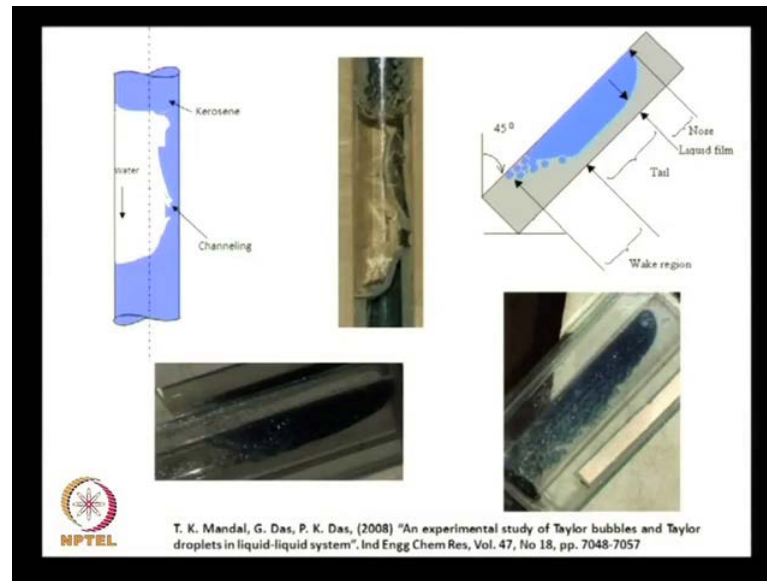 Kerosene
Water
Channeling
45⁰
Nose
Liquid film
Tail
Wake region
NPTEL
T. K. Mandal, G. Das, P. K. Das, (2008) "An experimental study of Taylor bubbles and Taylor
droplets in liquid-liquid system". Ind Engg Chem Res, Vol. 47, No 18, pp. 7048-7057